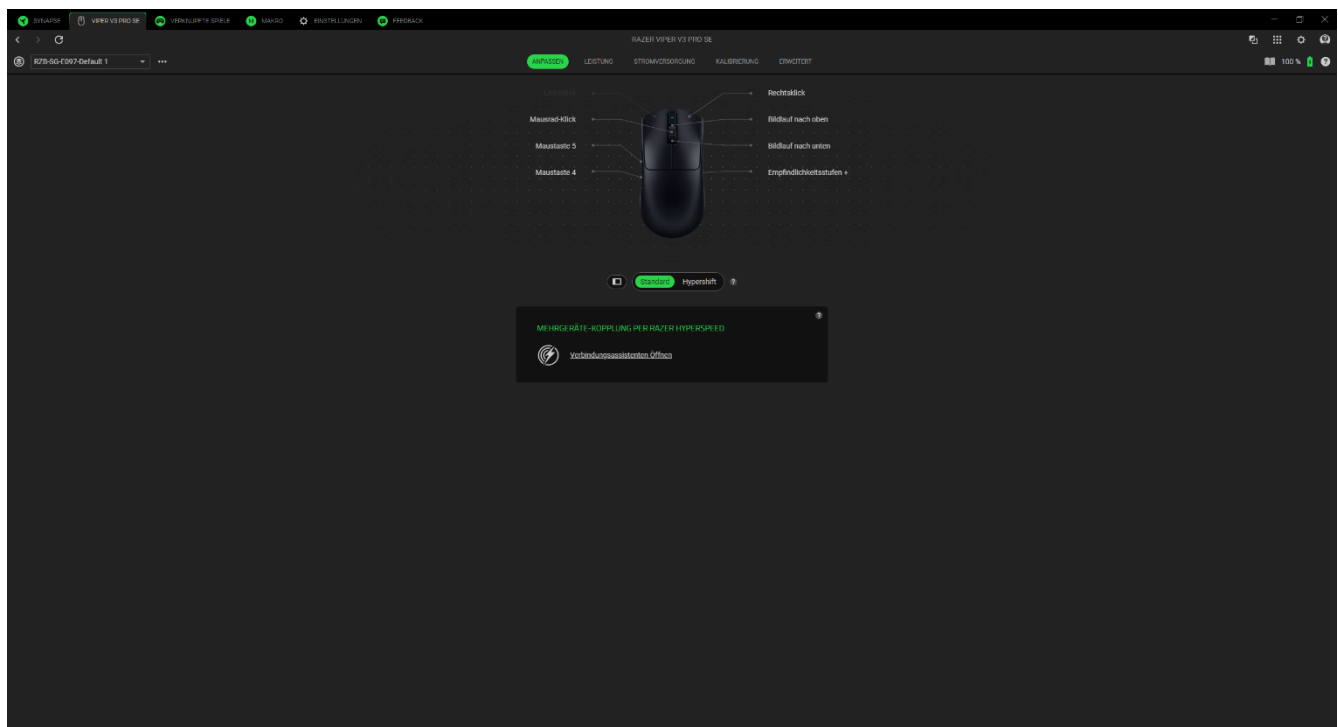 SYNAPSE VIPER V3 PRO SE VERKNÜPFTE SPIELE MAKRO EINSTELLUNGEN FEEDBACK
RAZER VIPER V3 PRO SE
RZB-SG-E097-Default 1 ANPASSEN LEISTUNG STROMVERSORGUNG KALIBRIERUNG ERWEITERT 100 %
Linksklick Rechtsklick
Mausrad-Klick Bildlauf nach oben
Maustaste 5 Bildlauf nach unten
Maustaste 4 Empfindlichkeitsstufen +
Standard Hypershift ?
MEHRGERÄTE-KOPPLUNG PER RAZER HYPERSPEED
Verbindungsassistenten Öffnen